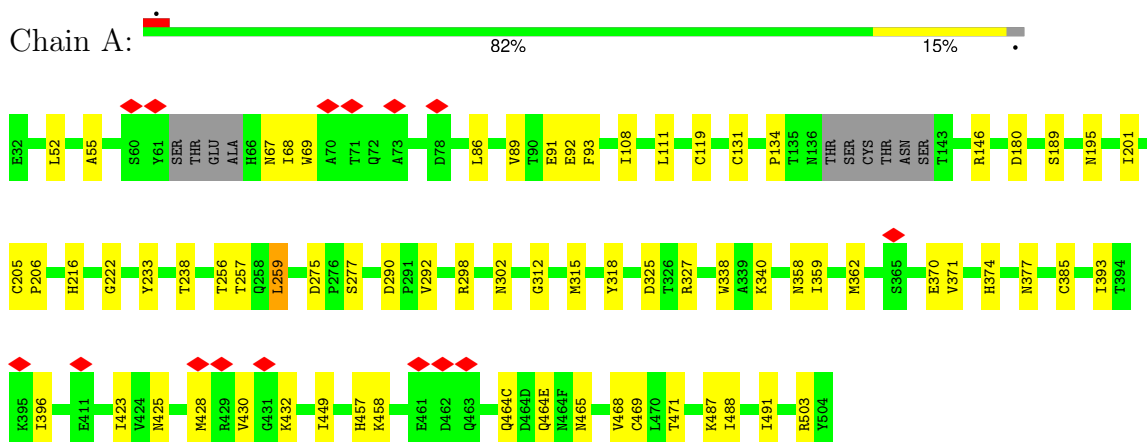 Chain A:
82%
15%
•
E32 L52 A55 S60 Y61 SER THR GLU ALA H66 N67 I68 W69 A70 T71 Q72 A73 D78 L86 V89 T90 E91 E92 F93 I108 L111 C119 C131 P134 T135 N136 THR SER CYS THR ASN SER T143 R146 D180 S189 N195 I201
C205 P206 H216 G222 Y233 T238 T256 T257 Q258 L259 D275 P276 S277 D290 P291 V292 R298 N302 G312 M315 Y318 D325 T326 R327 W338 A339 K340 N358 I359 M362 S365 E370 V371 H374 N377 C385 I393 T394
K395 I396 E411 I423 V424 N425 M428 R429 V430 G431 K432 I449 H457 K458 E461 D462 Q463 Q464C D464D Q464E N464F N465 V468 C469 L470 T471 K487 I488 I491 R503 Y504